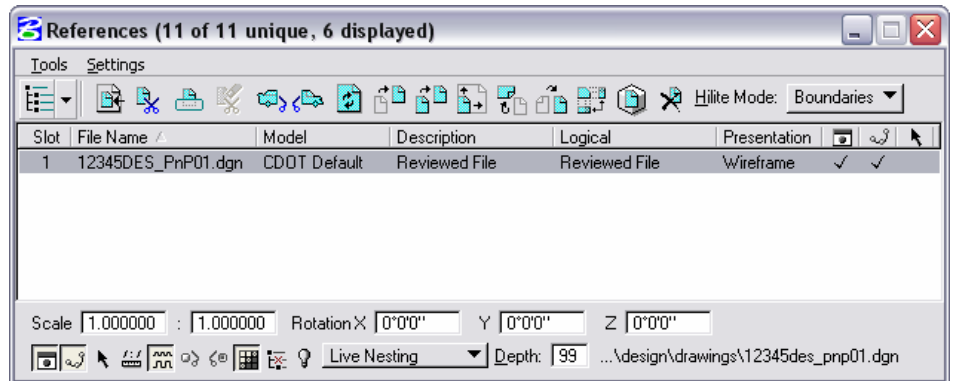 References (11 of 11 unique, 6 displayed)
Tools Settings
Hilite Mode: Boundaries
Slot File Name Model Description Logical Presentation
1 12345DES_PnP01.dgn CDOT Default Reviewed File Reviewed File Wireframe
Scale 1.000000 : 1.000000 Rotation X 0°0'0" Y 0°0'0" Z 0°0'0"
Live Nesting Depth: 99 ...\design\drawings\12345des_pnp01.dgn